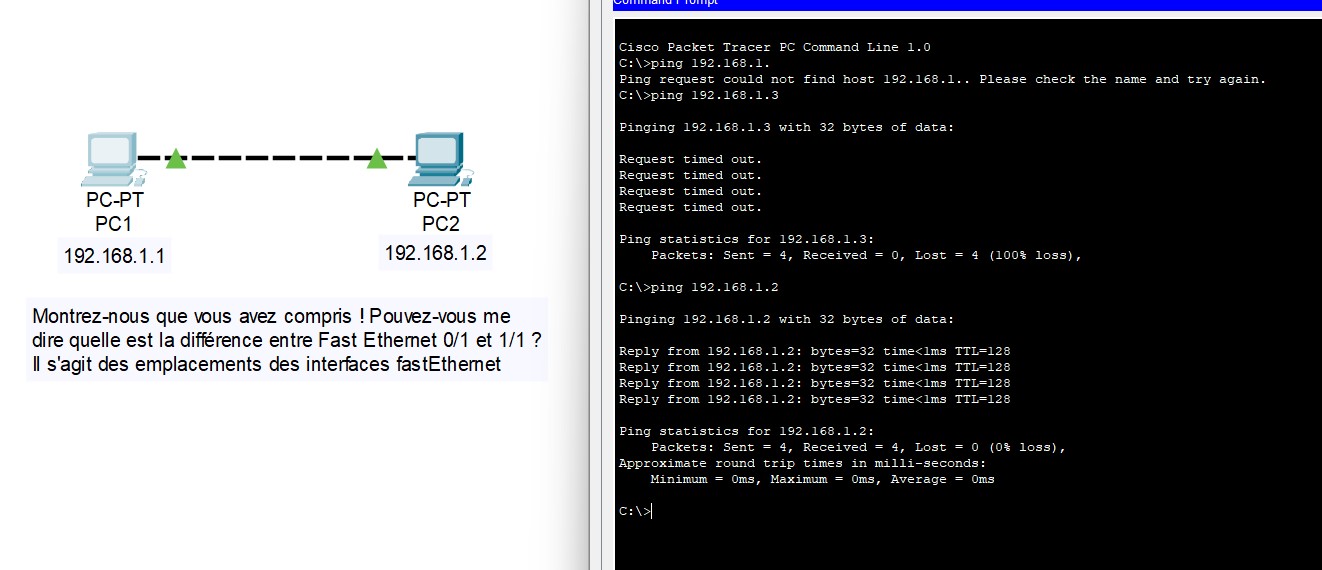 PC-PT
PC1
192.168.1.1
PC-PT
PC2
192.168.1.2
Montrez-nous que vous avez compris ! Pouvez-vous me
dire quelle est la différence entre Fast Ethernet 0/1 et 1/1 ?
Il s'agit des emplacements des interfaces fastEthernet
Command Prompt
Cisco Packet Tracer PC Command Line 1.0
C:\>ping 192.168.1.
Ping request could not find host 192.168.1.. Please check the name and try again.
C:\>ping 192.168.1.3
Pinging 192.168.1.3 with 32 bytes of data:
Request timed out.
Request timed out.
Request timed out.
Request timed out.
Ping statistics for 192.168.1.3:
Packets: Sent = 4, Received = 0, Lost = 4 (100% loss),
C:\>ping 192.168.1.2
Pinging 192.168.1.2 with 32 bytes of data:
Reply from 192.168.1.2: bytes=32 time<1ms TTL=128
Reply from 192.168.1.2: bytes=32 time<1ms TTL=128
Reply from 192.168.1.2: bytes=32 time<1ms TTL=128
Reply from 192.168.1.2: bytes=32 time<1ms TTL=128
Ping statistics for 192.168.1.2:
Packets: Sent = 4, Received = 4, Lost = 0 (0% loss),
Approximate round trip times in milli-seconds:
Minimum = 0ms, Maximum = 0ms, Average = 0ms
C:\>